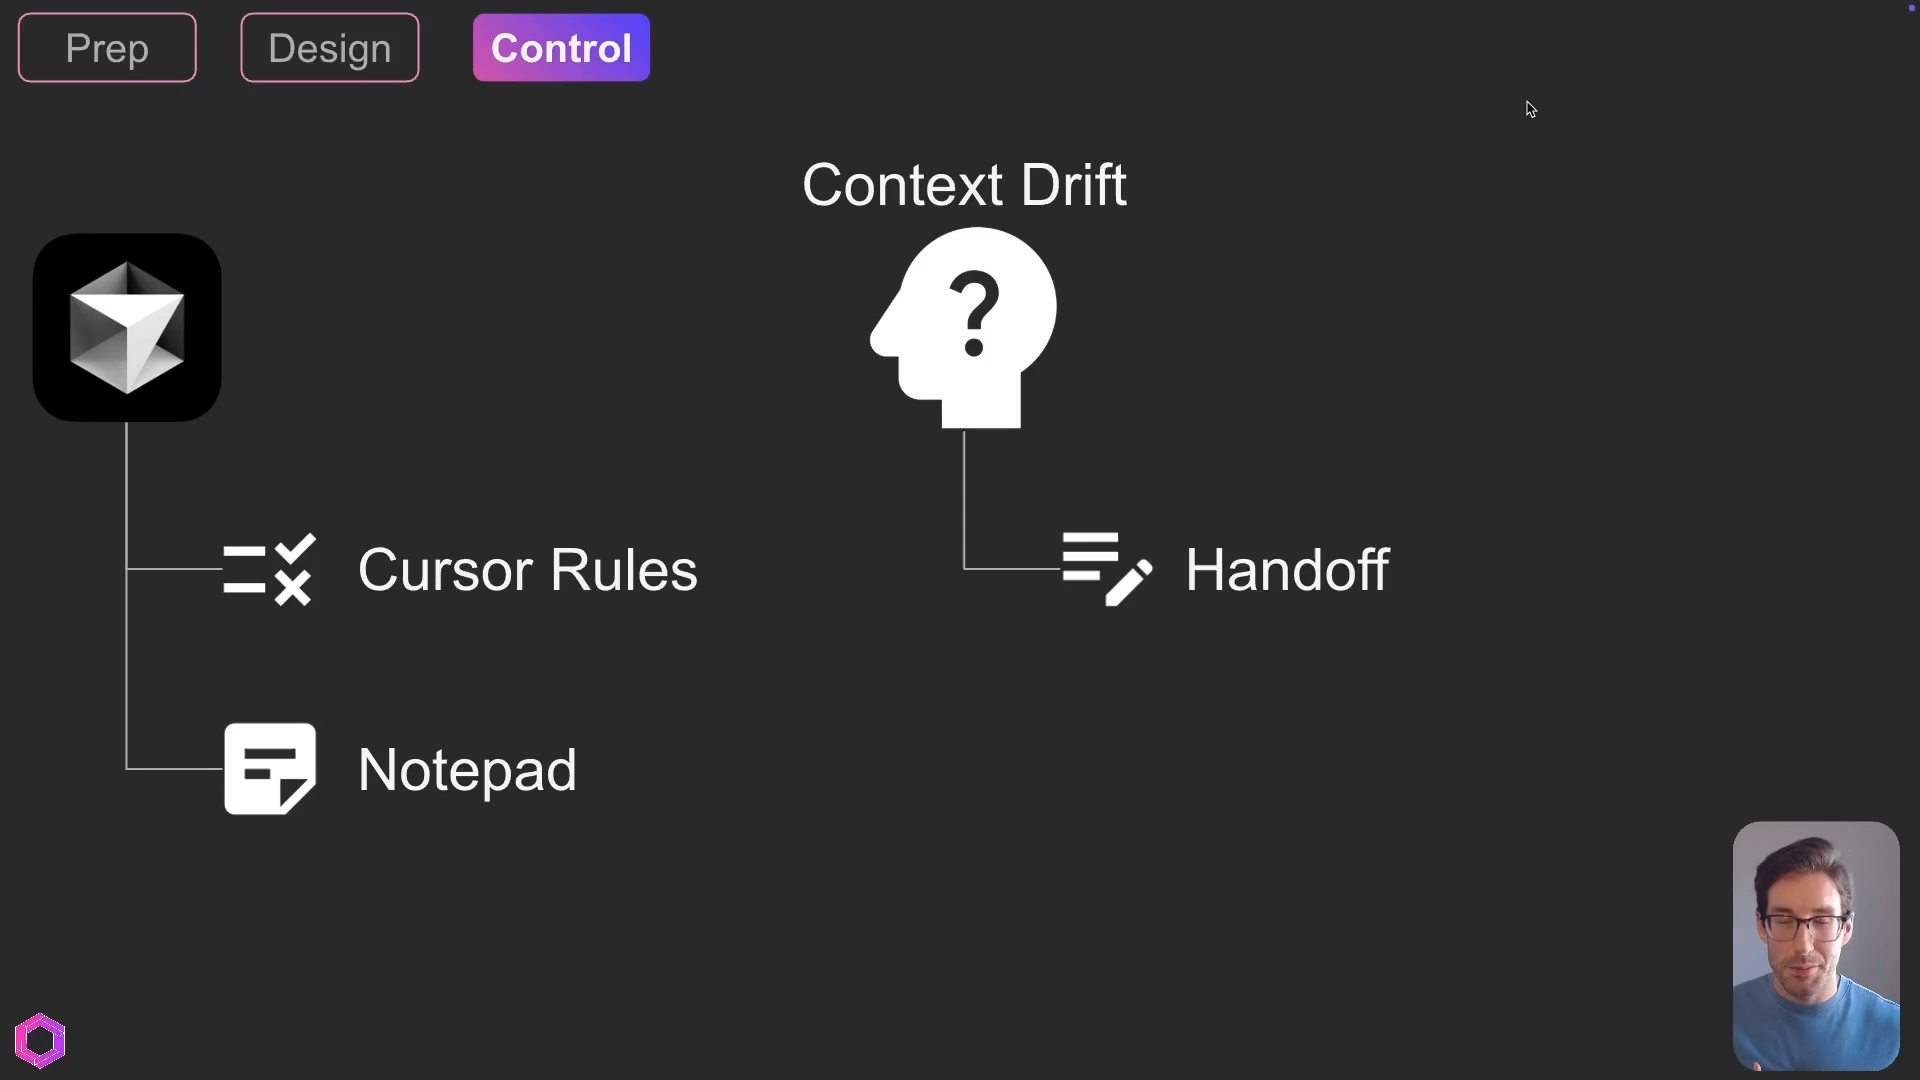 Prep
Design
Control
Context Drift
?
Cursor Rules
Handoff
Notepad